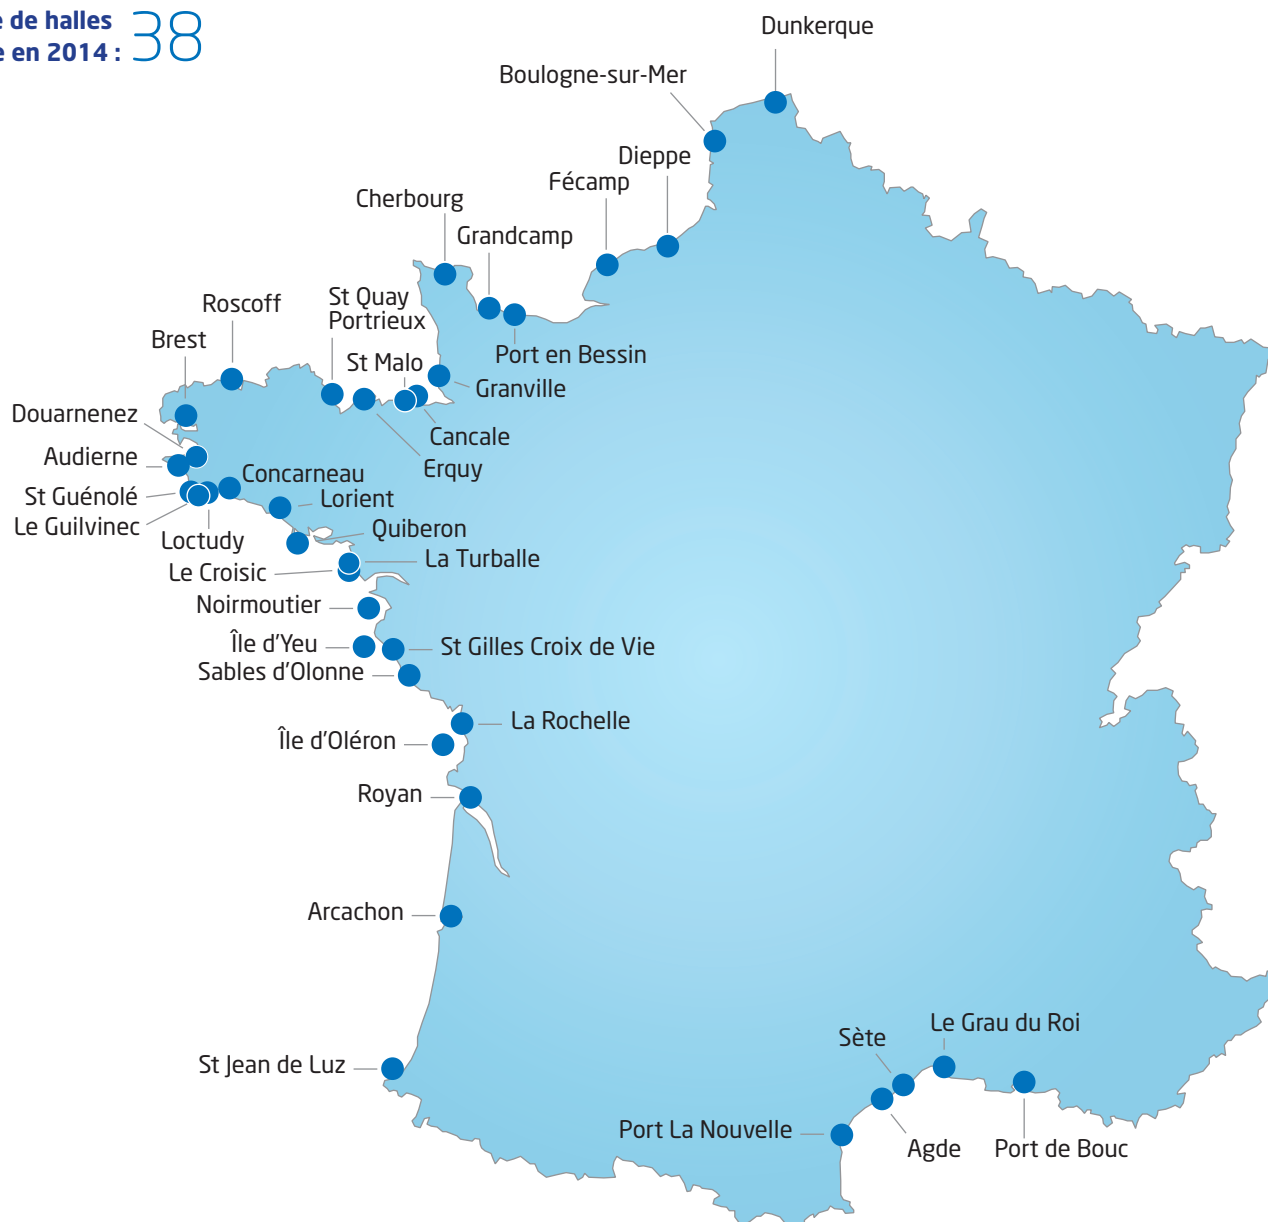 e de halles
e en 2014 : 38
Dunkerque
Boulogne-sur-Mer
Dieppe
Fécamp
Cherbourg
Grandcamp
St Quay
Portrieux
Roscoff
Brest
St Malo
Port en Bessin
Granville
Douarnenez
Cancale
Audierne
Erquy
Concarneau
St Guénolé
Lorient
Le Guilvinec
Quiberon
Loctudy
La Turballe
Le Croisic
Noirmoutier
Île d'Yeu
St Gilles Croix de Vie
Sables d'Olonne
La Rochelle
Île d'Oléron
Royan
Arcachon
Le Grau du Roi
Sète
St Jean de Luz
Port La Nouvelle
Agde
Port de Bouc